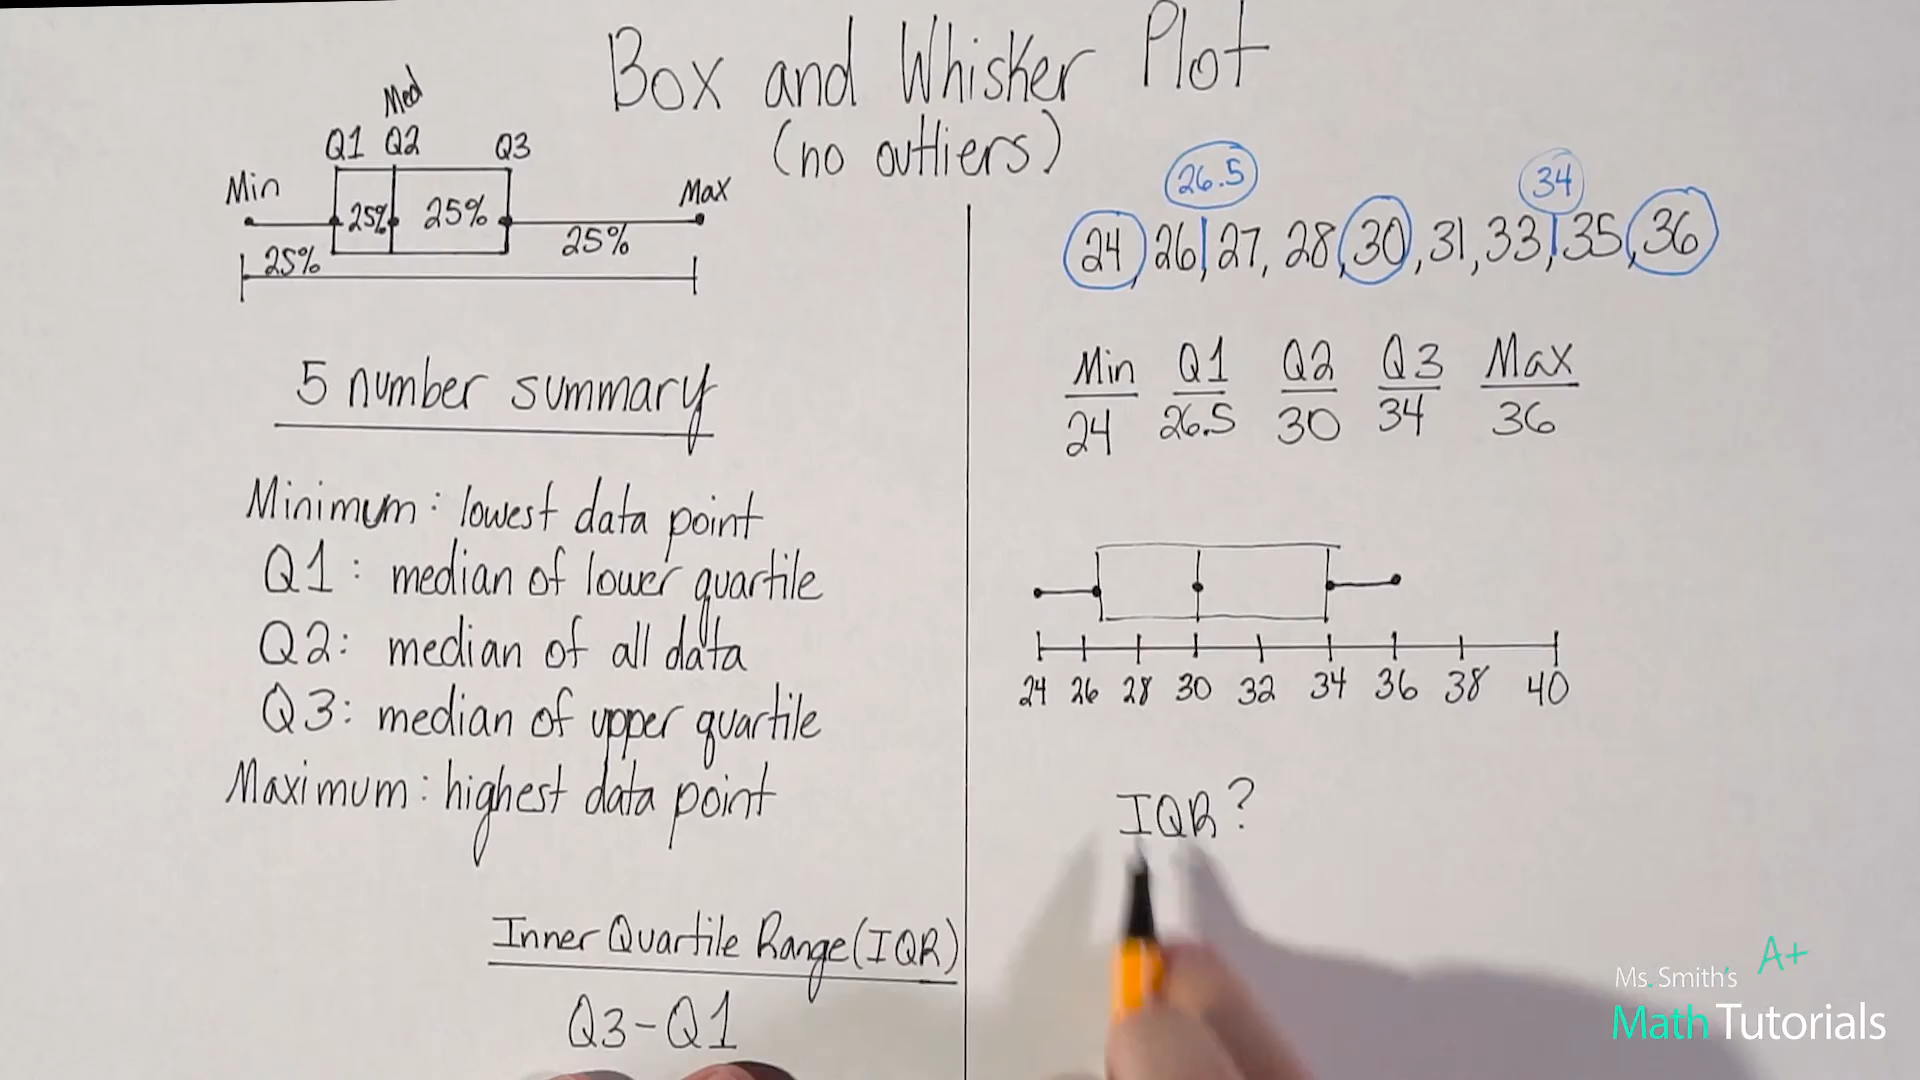 Box and Whisker Plot
(no outliers)
Med
Q1 Q2 Q3
Min Max
25% 25% 25% 25%
5 number summary
Minimum: lowest data point
Q1: median of lower quartile
Q2: median of all data
Q3: median of upper quartile
Maximum: highest data point
Inner Quartile Range (IQR)
Q3-Q1
26.5 34
24, 26, 27, 28, 30, 31, 33, 35, 36
Min Q1 Q2 Q3 Max
24 26.5 30 34 36
24 26 28 30 32 34 36 38 40
IQR?
A+
Ms. Smith's
Math Tutorials